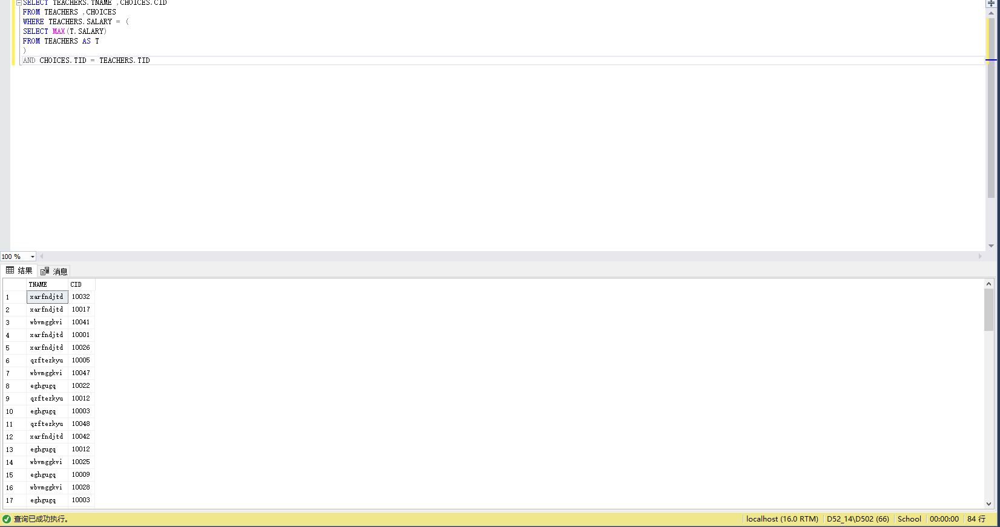 SELECT TEACHERS.TNAME ,CHOICES.CID
FROM TEACHERS ,CHOICES
WHERE TEACHERS.SALARY = (
SELECT MAX(T.SALARY)
FROM TEACHERS AS T
)
AND CHOICES.TID = TEACHERS.TID
100 %
结果 消息
TNAME CID
1 xarfndjtd 10032
2 xarfndjtd 10017
3 wbvmggkvi 10041
4 xarfndjtd 10001
5 xarfndjtd 10026
6 qzftezkyu 10005
7 wbvmggkvi 10047
8 eghgugq 10022
9 qzftezkyu 10012
10 eghgugq 10003
11 qzftezkyu 10048
12 xarfndjtd 10042
13 eghgugq 10012
14 wbvmggkvi 10025
15 eghgugq 10009
16 wbvmggkvi 10028
17 eghgugq 10003
查询已成功执行。 localhost (16.0 RTM) D52_14\D502 (66) School 00:00:00 84 行